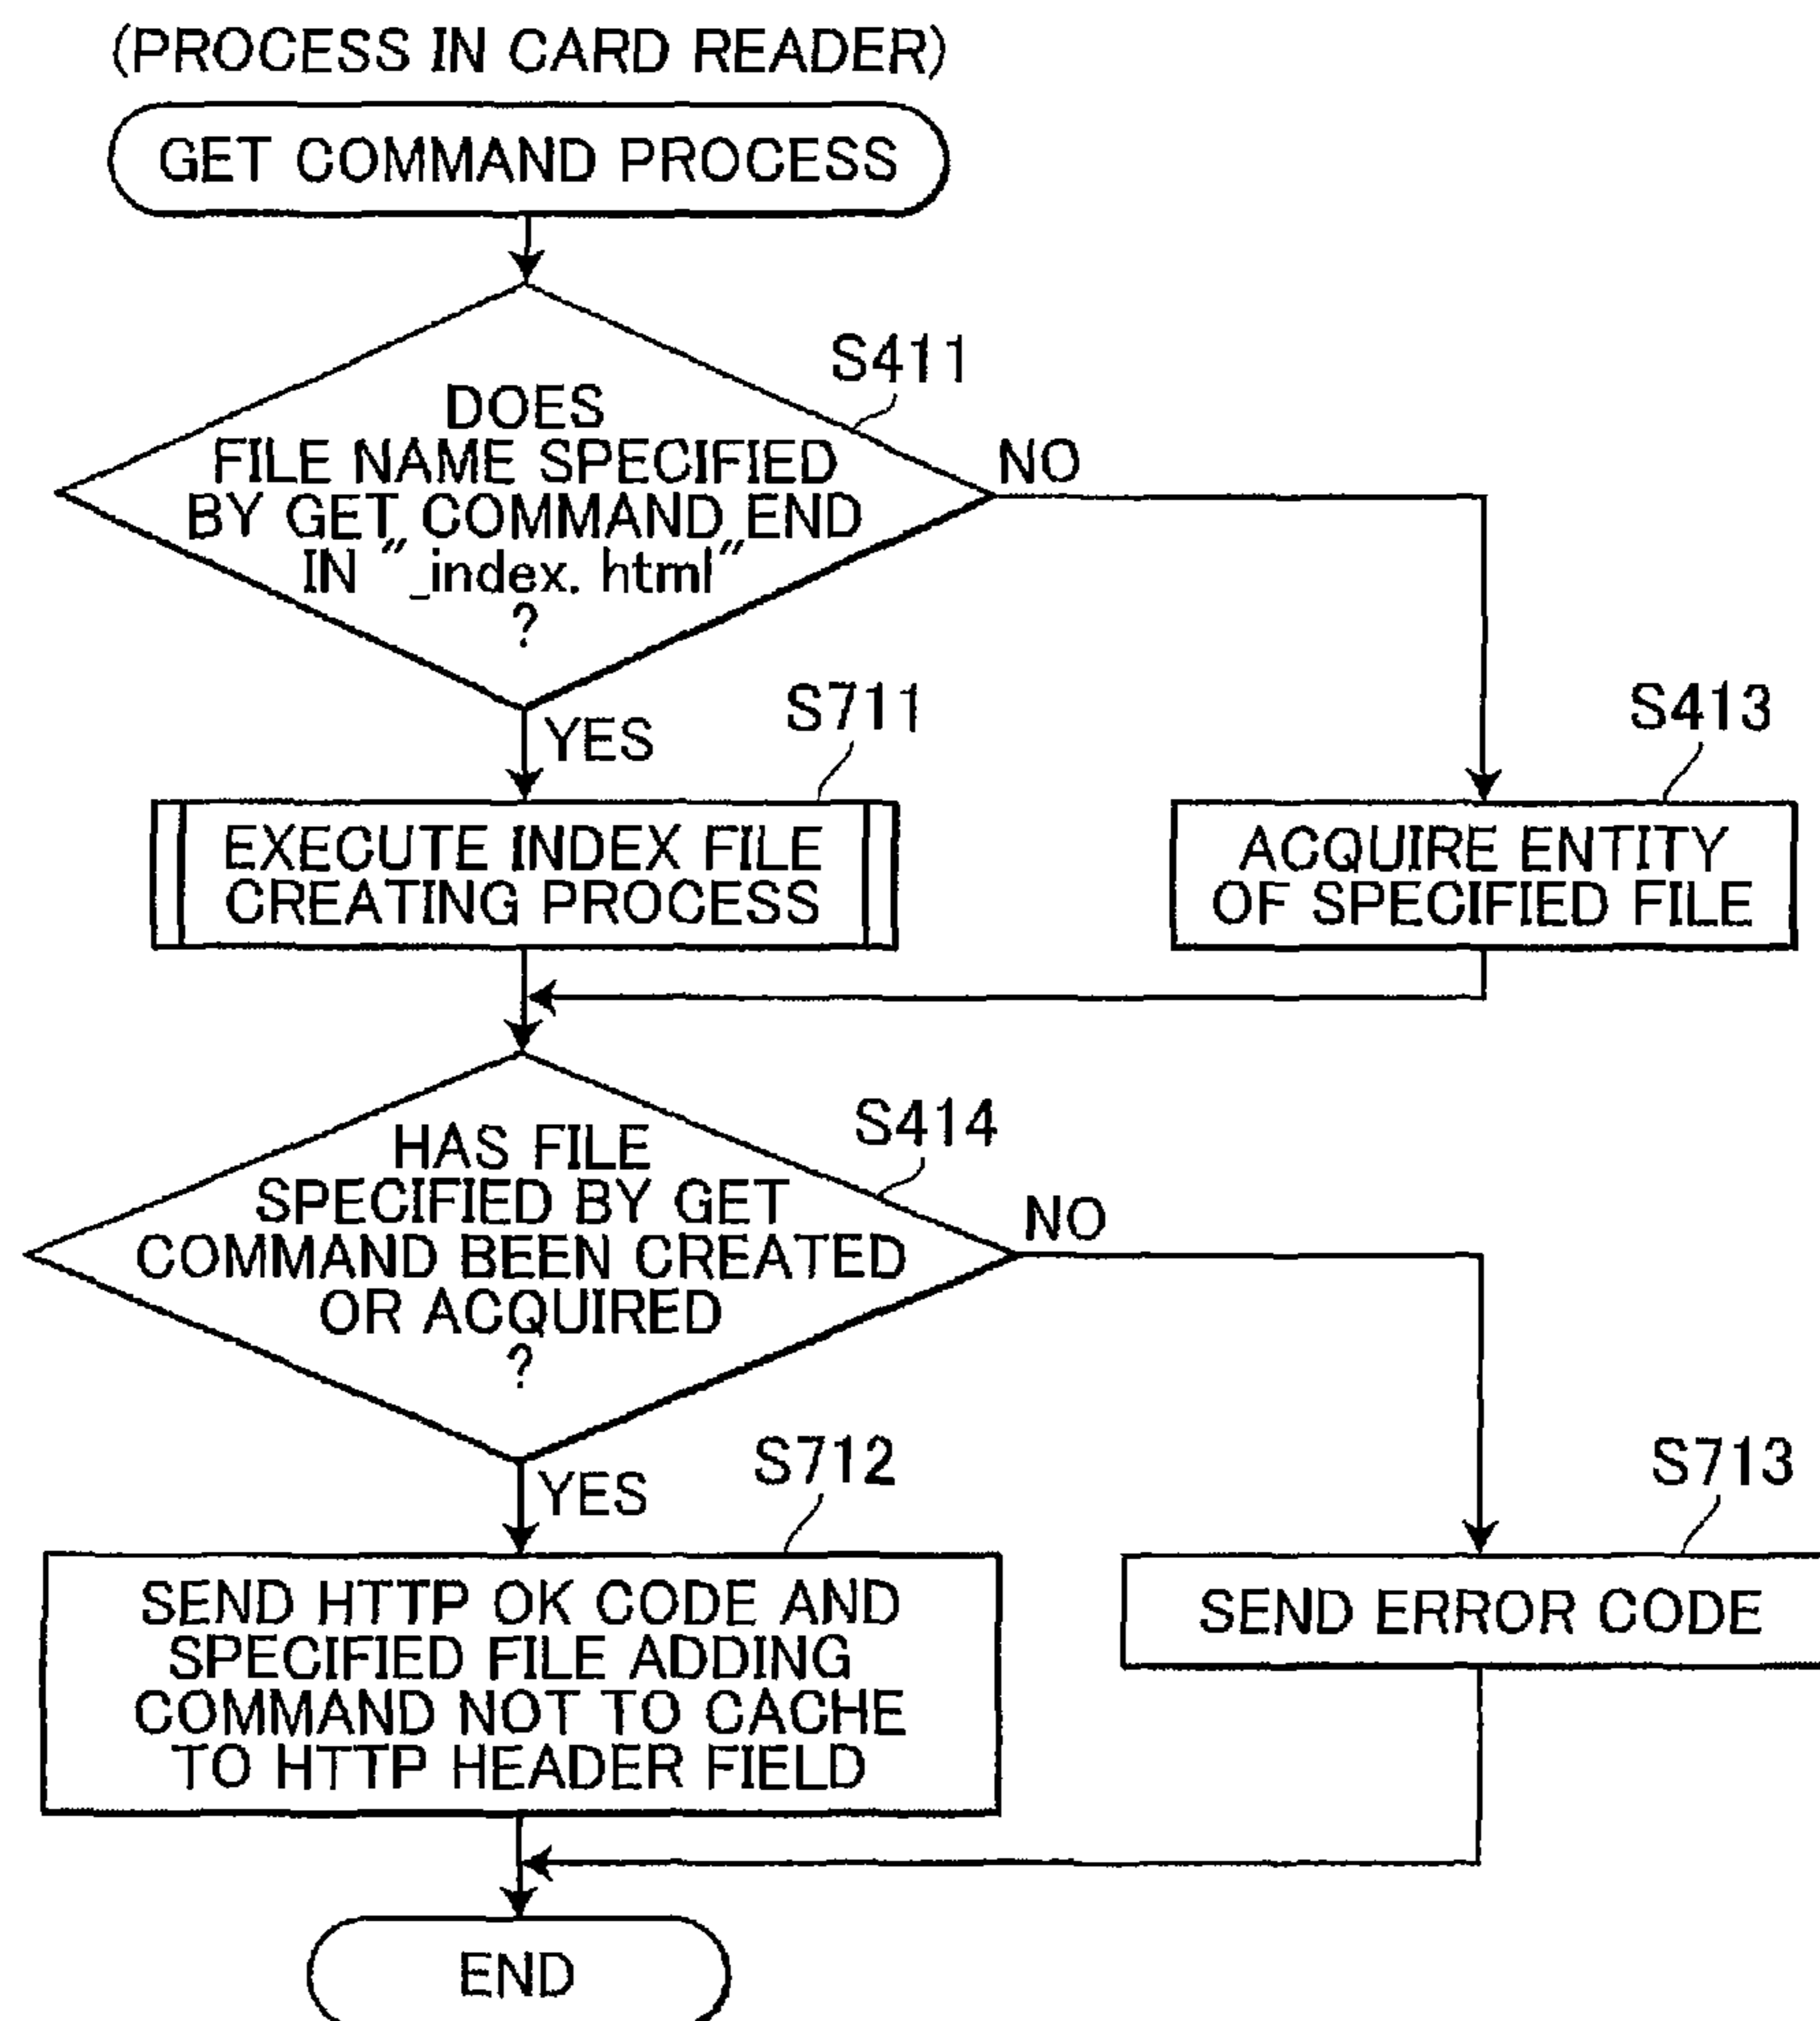 (PROCESS IN CARD READER)
GET COMMAND PROCESS
S411
DOES
FILE NAME SPECIFIED
BY GET COMMAND END
IN "_index. html"
?
NO
YES
S711
S413
EXECUTE INDEX FILE
CREATING PROCESS
ACQUIRE ENTITY
OF SPECIFIED FILE
S414
HAS FILE
SPECIFIED BY GET
COMMAND BEEN CREATED
OR ACQUIRED
?
NO
YES
S712
S713
SEND HTTP OK CODE AND
SPECIFIED FILE ADDING
COMMAND NOT TO CACHE
TO HTTP HEADER FIELD
SEND ERROR CODE
END